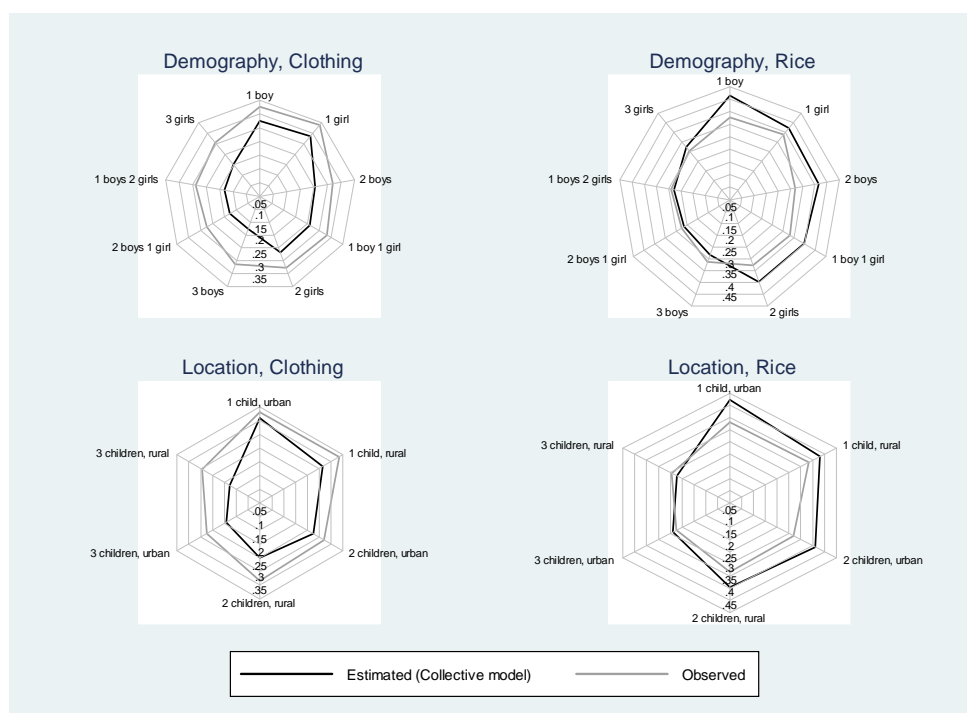 Demography, Clothing
1 boy
3 girls
1 girl
1 boys 2 girls
2 boys
.05
.1
.15
.2
.25
.3
.35
2 boys 1 girl
1 boy 1 girl
3 boys
2 girls
Demography, Rice
1 boy
3 girls
1 girl
1 boys 2 girls
2 boys
.05
.1
.15
.2
.25
.3
.35
.4
.45
2 boys 1 girl
1 boy 1 girl
3 boys
2 girls
Location, Clothing
1 child, urban
3 children, rural
1 child, rural
.05
.1
.15
.2
.25
.3
.35
3 children, urban
2 children, urban
2 children, rural
Location, Rice
1 child, urban
3 children, rural
1 child, rural
.05
.1
.15
.2
.25
.3
.35
.4
.45
3 children, urban
2 children, urban
2 children, rural
Estimated (Collective model)
Observed